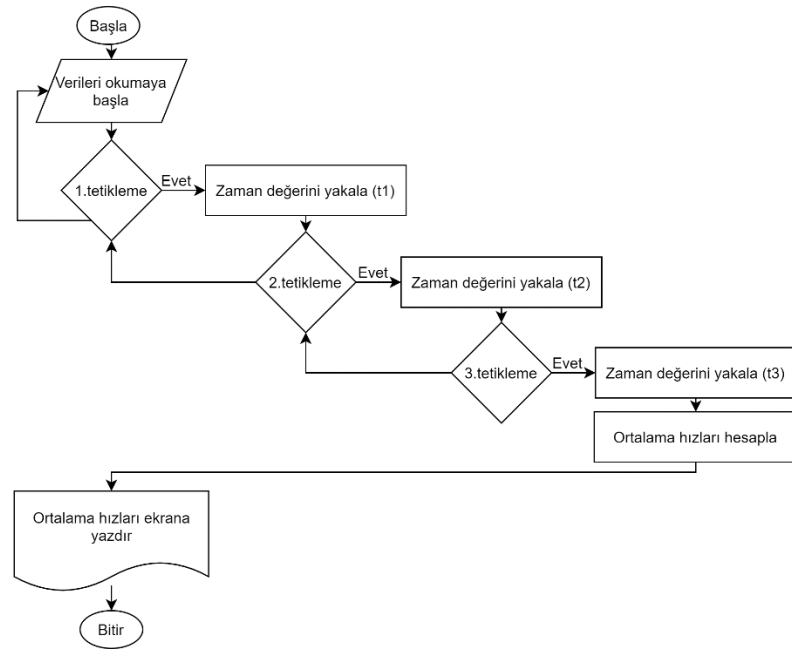 Başla
Verileri okumaya
başla
1.tetikleme
Evet
Zaman değerini yakala (t1)
2.tetikleme
Evet
Zaman değerini yakala (t2)
3.tetikleme
Evet
Zaman değerini yakala (t3)
Ortalama hızları hesapla
Ortalama hızları ekrana
yazdır
Bitir